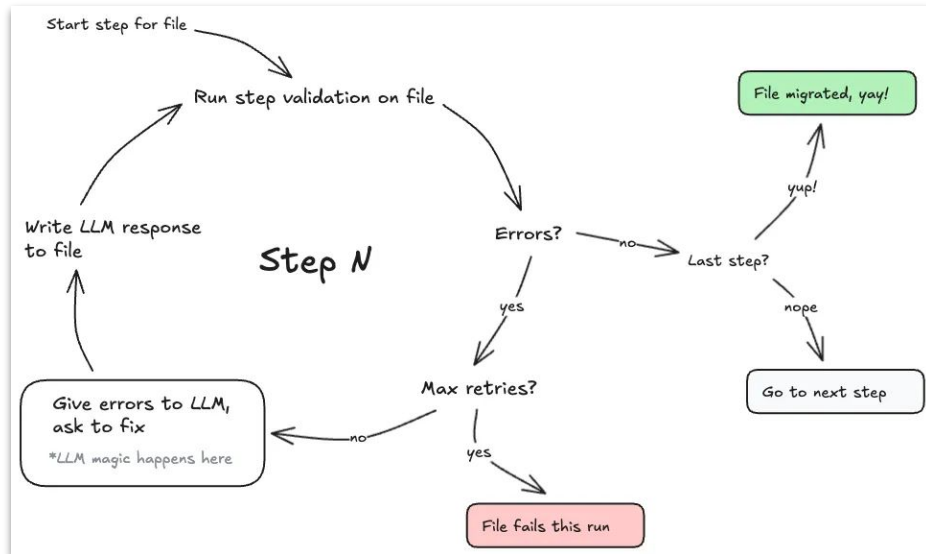 Start step for file
Run step validation on file
File migrated, yay!
yup!
Write LLM response
to file
Errors?
no
Last step?
Step N
yes
nope
Max retries?
Go to next step
Give errors to LLM,
ask to fix
*LLM magic happens here
no
yes
File fails this run